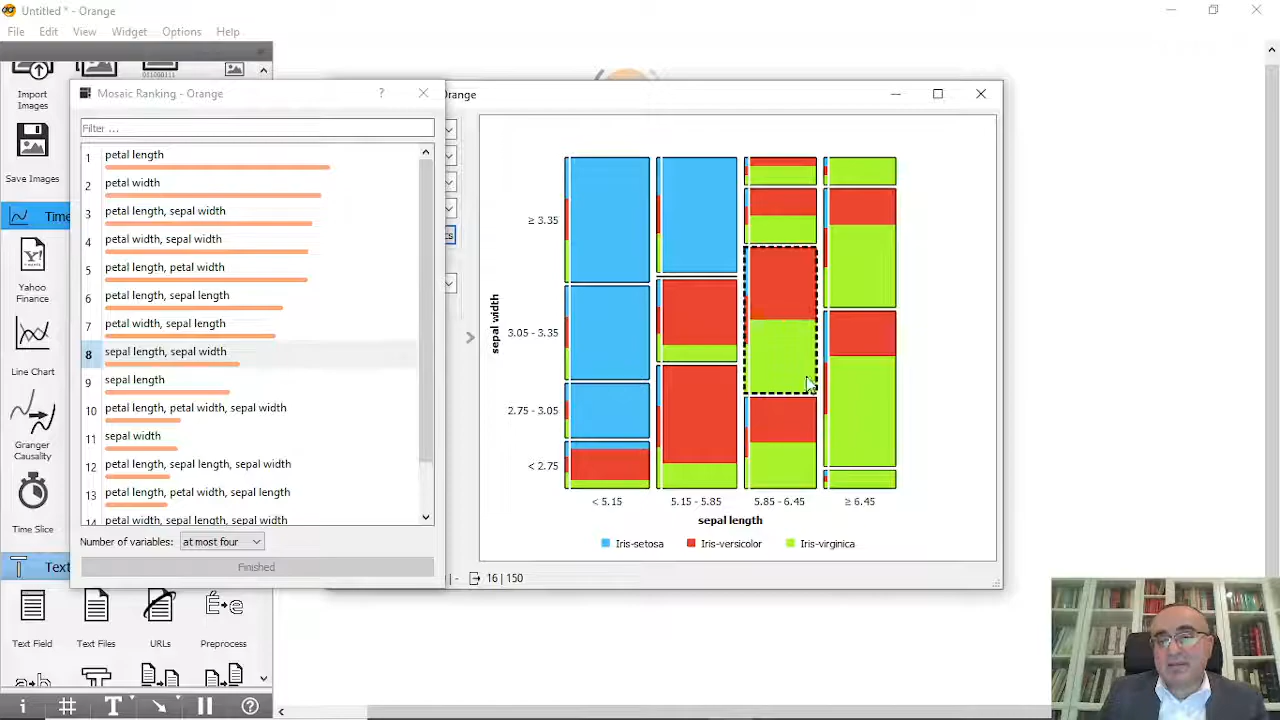 Untitled * - Orange
File Edit View Widget Options Help
Import
Images
Save Images
Time
Yahoo
Finance
Line Chart
Granger
Causality
Time Slice
Text
Text Field
Text Files
URLs
Preprocess
Mosaic Ranking - Orange
?
Filter ...
1 petal length
2 petal width
3 petal length, sepal width
4 petal width, sepal width
5 petal length, petal width
6 petal length, sepal length
7 petal width, sepal length
8 sepal length, sepal width
9 sepal length
10 petal length, petal width, sepal width
11 sepal width
12 petal length, sepal length, sepal width
13 petal length, petal width, sepal length
14 petal width, sepal length, sepal width
Number of variables: at most four
Finished
Orange
≥ 3.35
3.05 - 3.35
2.75 - 3.05
< 2.75
sepal width
< 5.15
5.15 - 5.85
5.85 - 6.45
≥ 6.45
sepal length
Iris-setosa
Iris-versicolor
Iris-virginica
- 16 | 150